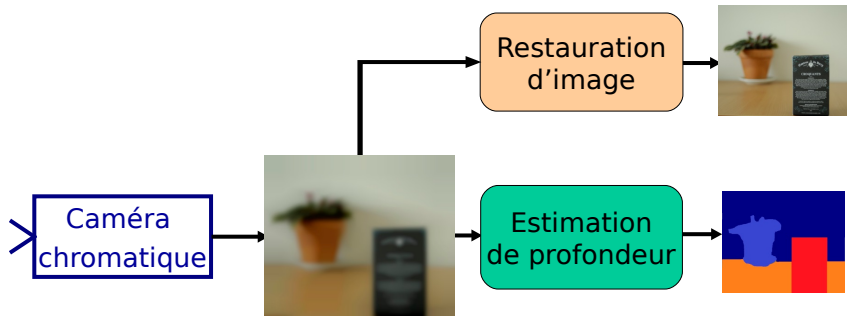 Restauration
d’image
Caméra
chromatique
Estimation
de profondeur